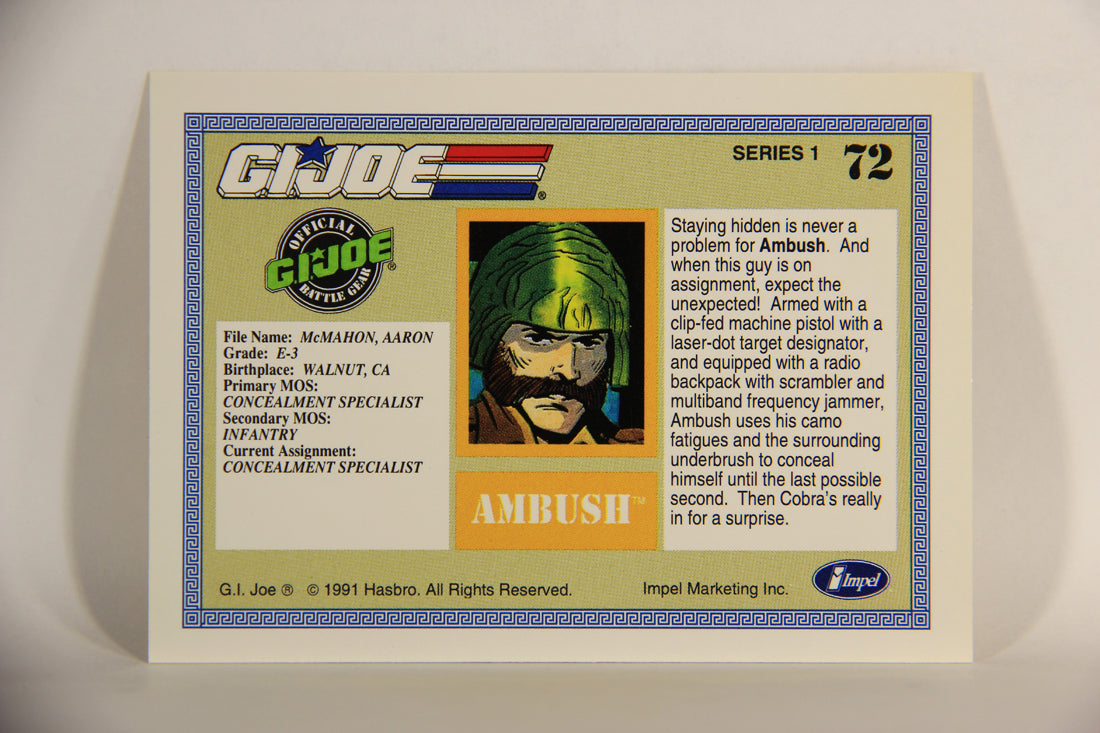 G.I.JOE®
SERIES 1 72
OFFICIAL
G.I.JOE®
BATTLE GEAR
File Name: McMAHON, AARON
Grade: E-3
Birthplace: WALNUT, CA
Primary MOS:
CONCEALMENT SPECIALIST
Secondary MOS:
INFANTRY
Current Assignment:
CONCEALMENT SPECIALIST
AMBUSH™
Staying hidden is never a
problem for Ambush. And
when this guy is on
assignment, expect the
unexpected! Armed with a
clip-fed machine pistol with a
laser-dot target designator,
and equipped with a radio
backpack with scrambler and
multiband frequency jammer,
Ambush uses his camo
fatigues and the surrounding
underbrush to conceal
himself until the last possible
second. Then Cobra's really
in for a surprise.
G.I. Joe ® © 1991 Hasbro. All Rights Reserved.
Impel Marketing Inc.
Impel